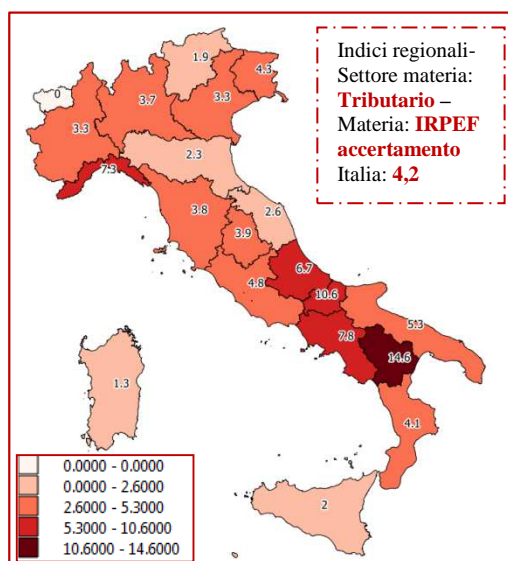 Indici regionali-
Settore materia:
Tributario –
Materia: IRPEF
accertamento
Italia: 4,2
1.9
4.3
0
3.7
3.3
3.3
2.3
7.3
3.8
2.6
3.9
6.7
4.8
10.6
5.3
7.8
14.6
1.3
4.1
2
0.0000 - 0.0000
0.0000 - 2.6000
2.6000 - 5.3000
5.3000 - 10.6000
10.6000 - 14.6000